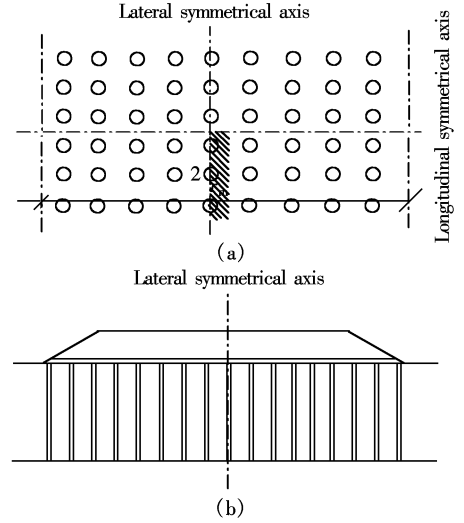 Lateral symmetrical axis
Longitudinal symmetrical axis
2
(a)
Lateral symmetrical axis
(b)